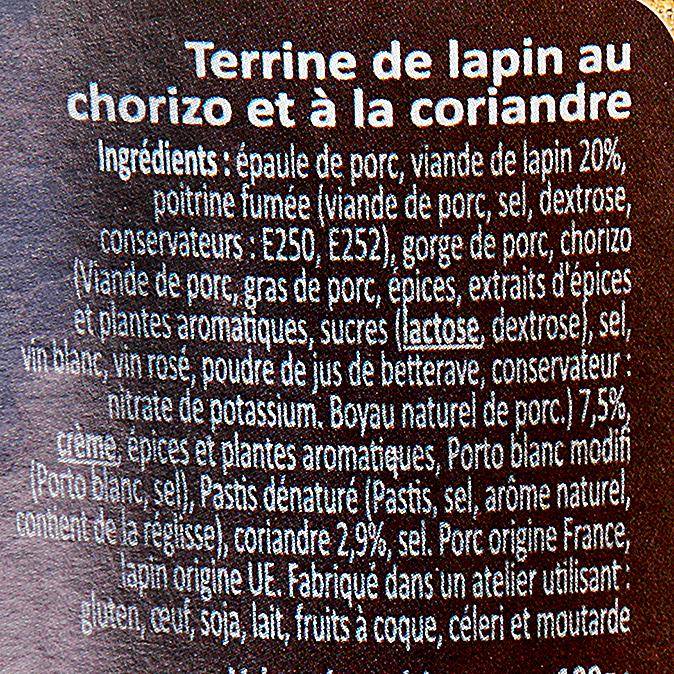 Terrine de lapin au
chorizo et à la coriandre
Ingrédients : épaule de porc, viande de lapin 20%,
poitrine fumée (viande de porc, sel, dextrose,
conservateurs : E250, E252), gorge de porc, chorizo
(Viande de porc, gras de porc, épices, extraits d'épices
et plantes aromatiques, sucres (lactose, dextrose), sel,
vin blanc, vin rosé, poudre de jus de betterave, conservateur :
nitrate de potassium. Boyau naturel de porc.) 7,5%,
crème, épices et plantes aromatiques, Porto blanc modifi
(Porto blanc, sel), Pastis dénaturé (Pastis, sel, arôme naturel,
contient de la réglisse), coriandre 2,9%, sel. Porc origine France,
lapin origine UE. Fabriqué dans un atelier utilisant :
gluten, œuf, soja, lait, fruits à coque, céleri et moutarde